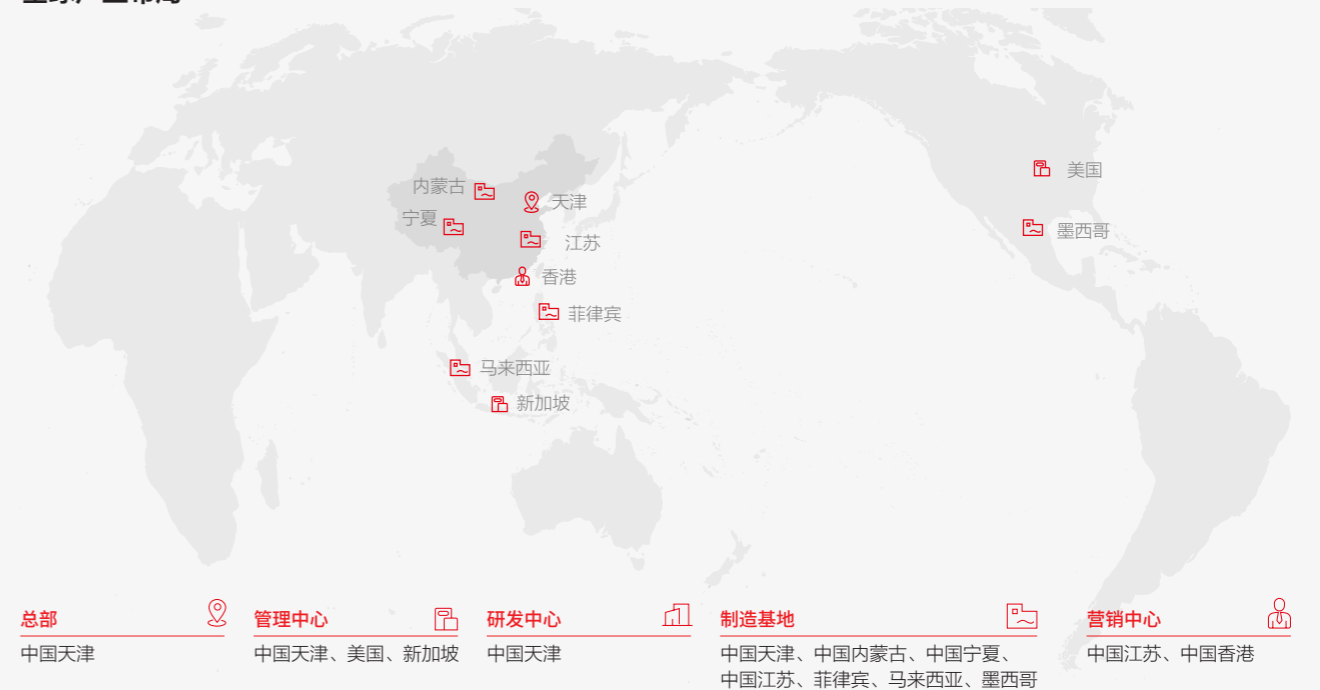 内蒙古
天津
宁夏
江苏
香港
菲律宾
马来西亚
新加坡
美国
墨西哥
总部
中国天津
管理中心
中国天津、美国、新加坡
研发中心
中国天津
制造基地
中国天津、中国内蒙古、中国宁夏、
中国江苏、菲律宾、马来西亚、墨西哥
营销中心
中国江苏、中国香港